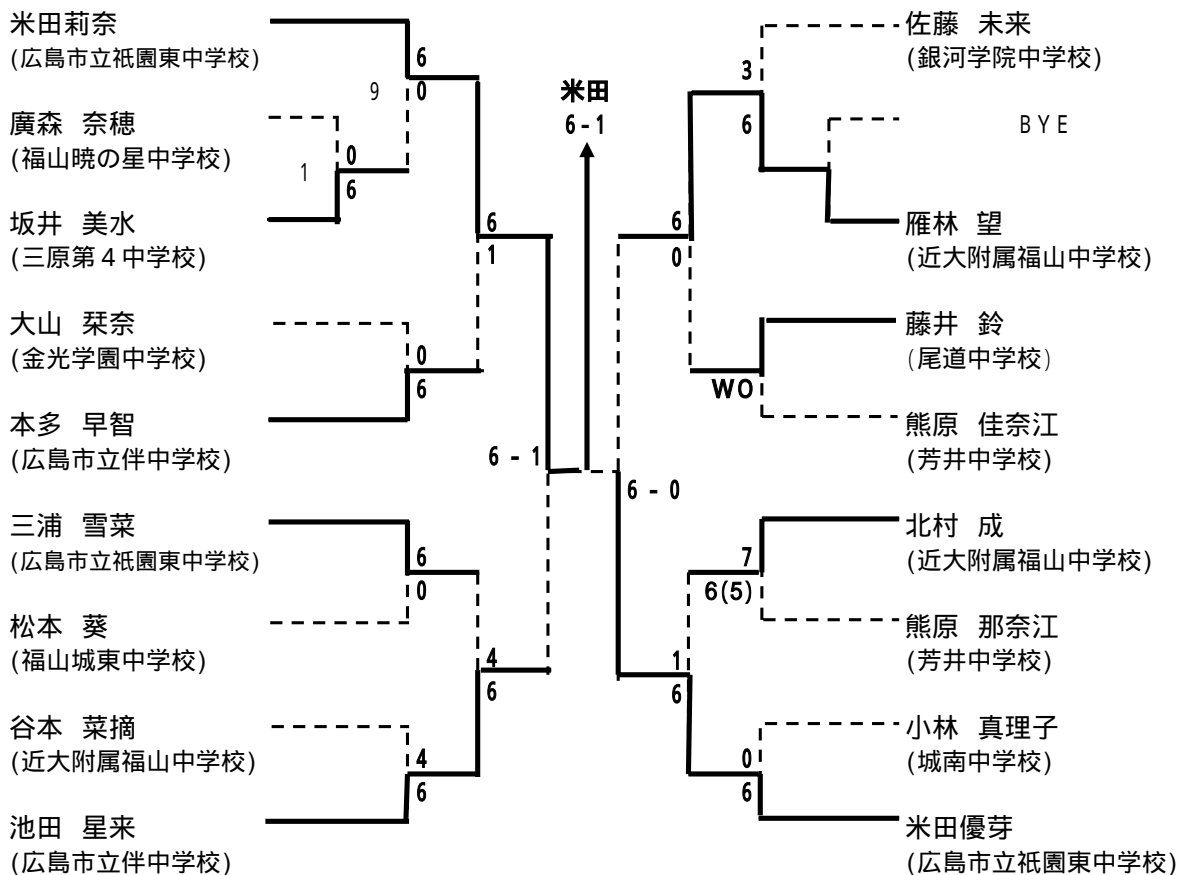 米田莉奈
(広島市立祇園東中学校)
6
9
0
廣森 奈穂
(福山暁の星中学校)
0
1
6
坂井 美水
(三原第4中学校)
6
1
大山 栞奈
(金光学園中学校)
0
6
本多 早智
(広島市立伴中学校)
6 - 1
三浦 雪菜
(広島市立祇園東中学校)
6
0
松本 葵
(福山城東中学校)
4
6
谷本 菜摘
(近大附属福山中学校)
4
6
池田 星来
(広島市立伴中学校)
米田
6-1
佐藤 未来
(銀河学院中学校)
3
6
BYE
雁林 望
(近大附属福山中学校)
6
0
藤井 鈴
(尾道中学校)
WO
熊原 佳奈江
(芳井中学校)
6 - 0
北村 成
(近大附属福山中学校)
7
6(5)
熊原 那奈江
(芳井中学校)
1
6
小林 真理子
(城南中学校)
0
6
米田優芽
(広島市立祇園東中学校)